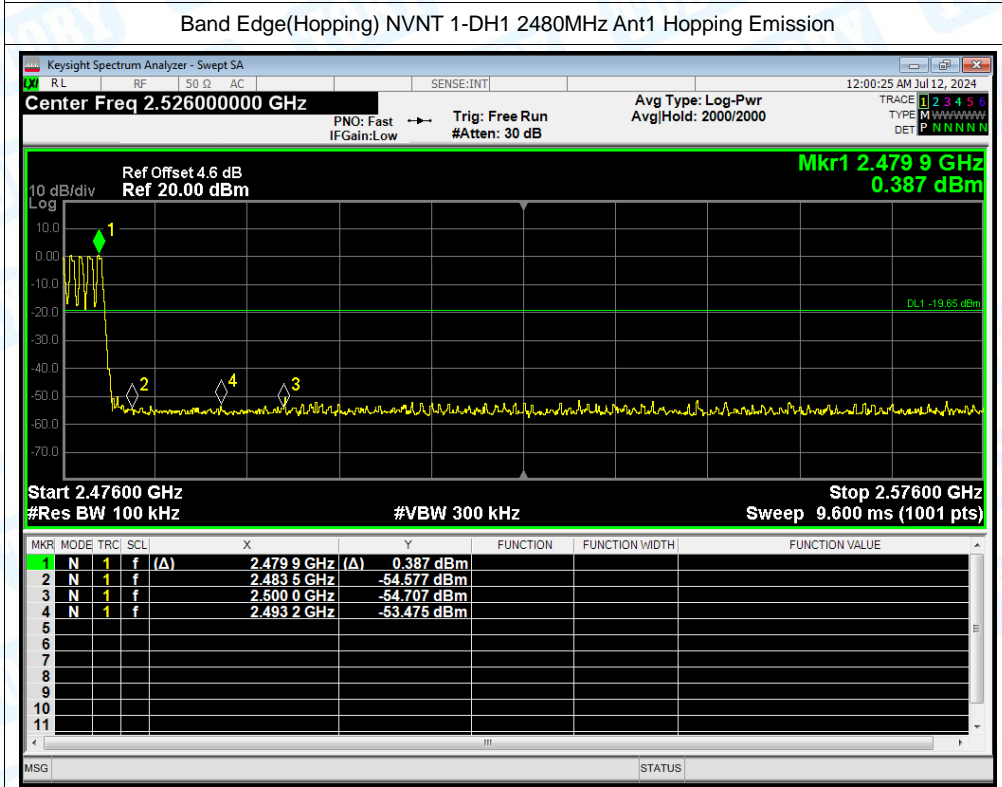 Band Edge(Hopping) NVNT 1-DH1 2480MHz Ant1 Hopping Emission
Keysight Spectrum Analyzer - Swept SA
LXI RL RF 50 Ω AC SENSE:INT 12:00:25 AM Jul 12, 2024
Center Freq 2.526000000 GHz Avg Type: Log-Pwr TRACE 1 2 3 4 5 6
PNO: Fast Trig: Free Run Avg|Hold: 2000/2000 TYPE M WWWWW
IFGain:Low #Atten: 30 dB DET P N N N N N
Mkr1 2.479 9 GHz
Ref Offset 4.6 dB
10 dB/div Ref 20.00 dBm 0.387 dBm
Log
10.0
1
0.00
-10.0
-20.0 DL1 -19.65 dBm
-30.0
-40.0
2 4 3
-50.0
-60.0
-70.0
Start 2.47600 GHz Stop 2.57600 GHz
#Res BW 100 kHz #VBW 300 kHz Sweep 9.600 ms (1001 pts)
MKR MODE TRC SCL X Y FUNCTION FUNCTION WIDTH FUNCTION VALUE
1 N 1 f (Δ) 2.479 9 GHz (Δ) 0.387 dBm
2 N 1 f 2.483 5 GHz -54.577 dBm
3 N 1 f 2.500 0 GHz -54.707 dBm
4 N 1 f 2.493 2 GHz -53.475 dBm
5
6
7
8
9
10
11
MSG STATUS